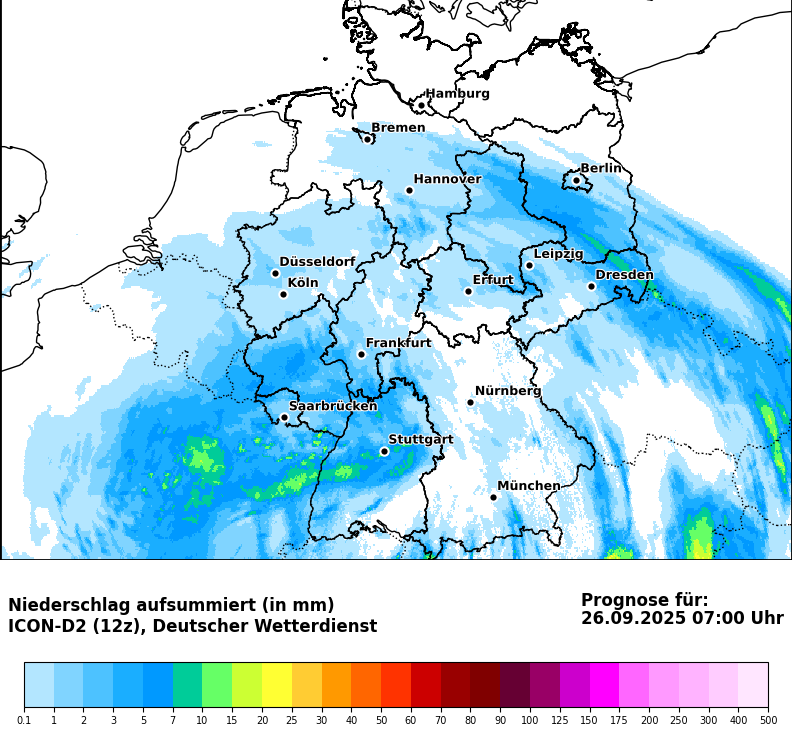 Hamburg
Bremen
Berlin
Hannover
Leipzig
Düsseldorf
Dresden
Köln
Erfurt
Frankfurt
Nürnberg
Saarbrücken
Stuttgart
München
Niederschlag aufsummiert (in mm)
ICON-D2 (12z), Deutscher Wetterdienst
Prognose für:
26.09.2025 07:00 Uhr
0.1 1 2 3 5 7 10 15 20 25 30 40 50 60 70 80 90 100 125 150 175 200 250 300 400 500